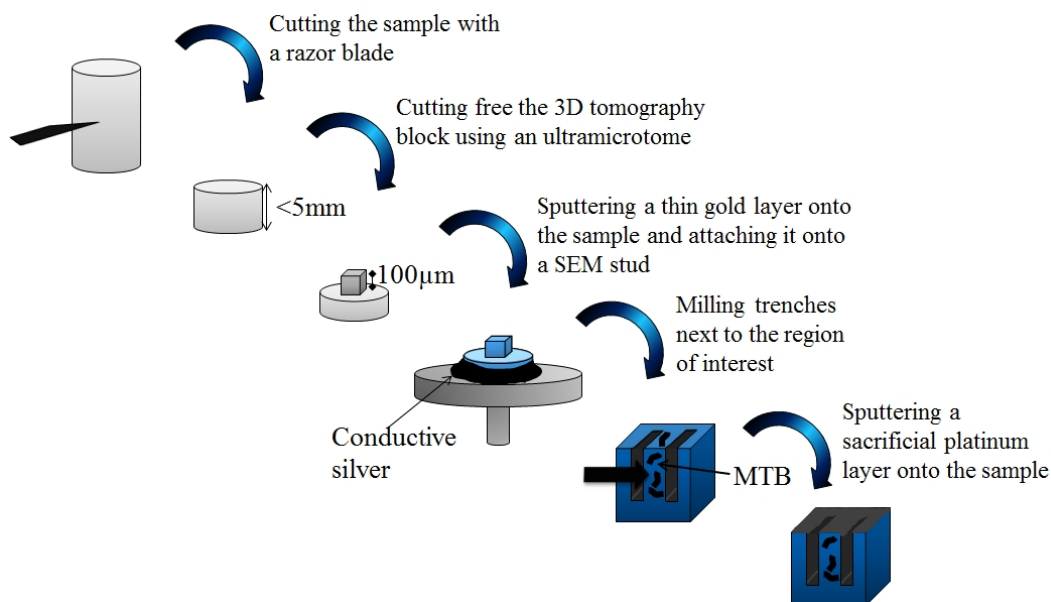 Cutting the sample with
a razor blade
Cutting free the 3D tomography
block using an ultramicrotome
<5mm
Sputtering a thin gold layer onto
the sample and attaching it onto
a SEM stud
100µm
Milling trenches
next to the region
of interest
Conductive
silver
Sputtering a
sacrificial platinum
layer onto the sample
MTB